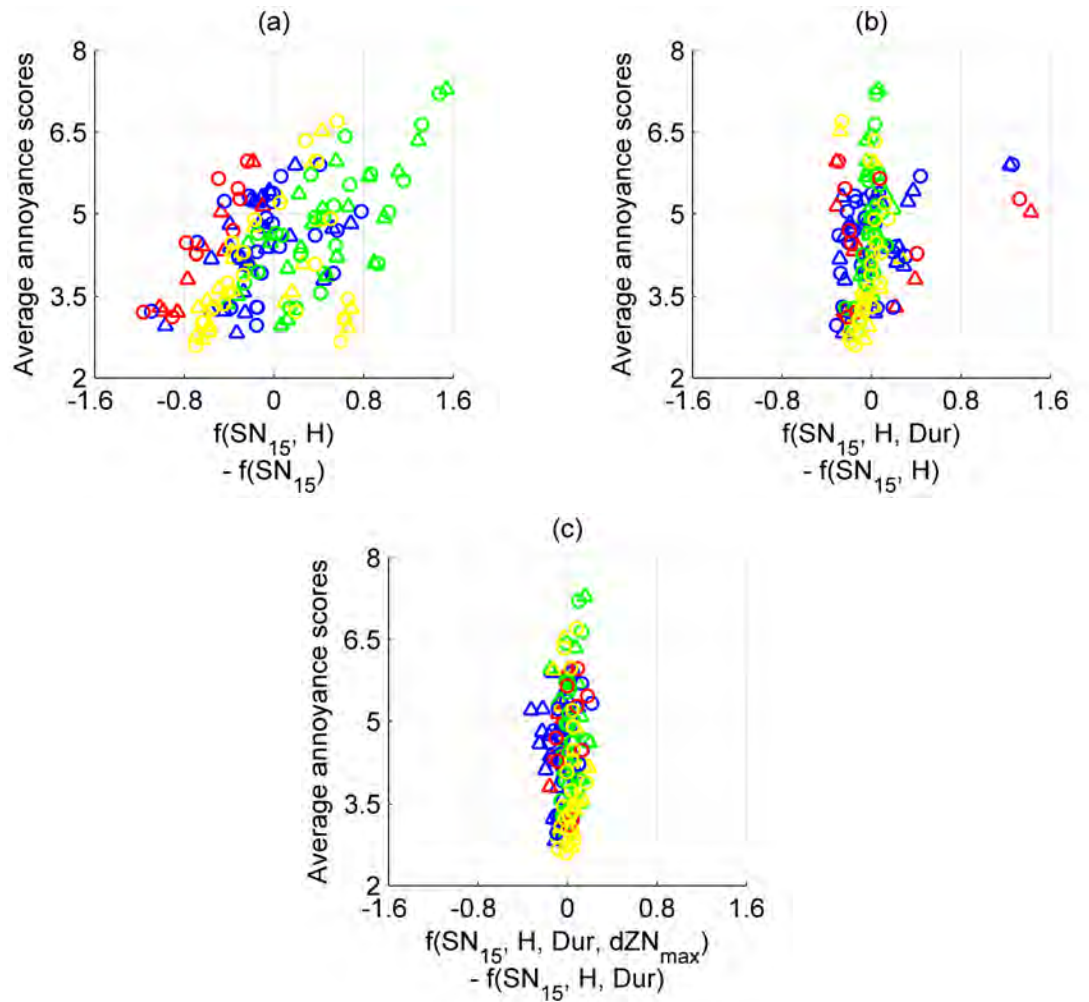 (a)
Average annoyance scores
8
6.5
5
3.5
2
-1.6 -0.8 0 0.8 1.6
f(SN15, H)
- f(SN15)
(b)
Average annoyance scores
8
6.5
5
3.5
2
-1.6 -0.8 0 0.8 1.6
f(SN15, H, Dur)
- f(SN15, H)
(c)
Average annoyance scores
8
6.5
5
3.5
2
-1.6 -0.8 0 0.8 1.6
f(SN15, H, Dur, dZNmax)
- f(SN15, H, Dur)